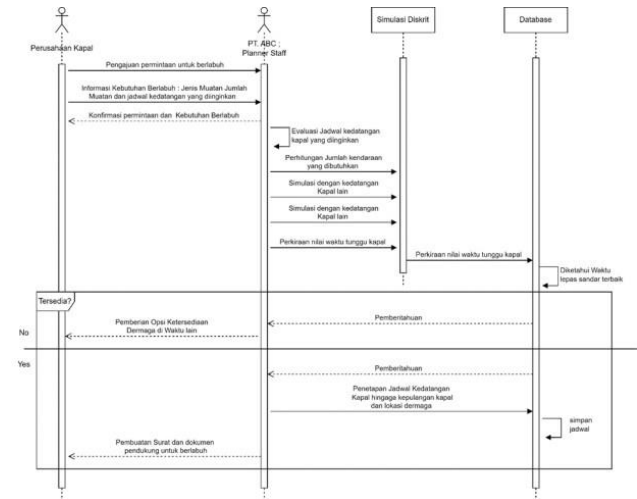 Perusahaan Kapal
PT. ABC :
Planner Staff
Simulasi Diskrit
Database
Pengajuan permintaan untuk berlabuh
Informasi Kebutuhan Berlabuh : Jenis Muatan Jumlah
Muatan dan jadwal kedatangan yang diinginkan
Konfirmasi permintaan dan Kebutuhan Berlabuh
Evaluasi Jadwal kedatangan
kapal yang diinginkan
Perhitungan Jumlah kendaraan
yang dibutuhkan
Simulasi dengan kedatangan
Kapal lain
Simulasi dengan kedatangan
Kapal lain
Perkiraan nilai waktu tunggu kapal
Perkiraan nilai waktu tunggu kapal
Diketahui Waktu
lepas sandar terbaik
Tersedia?
Pemberitahuan
Pemberian Opsi Ketersediaan
Dermaga di Waktu lain
No
Yes
Pemberitahuan
Penetapan Jadwal Kedatangan
Kapal hingaga kepulangan kapal
dan lokasi dermaga
simpan
jadwal
Pembuatan Surat dan dokumen
pendukung untuk berlabuh